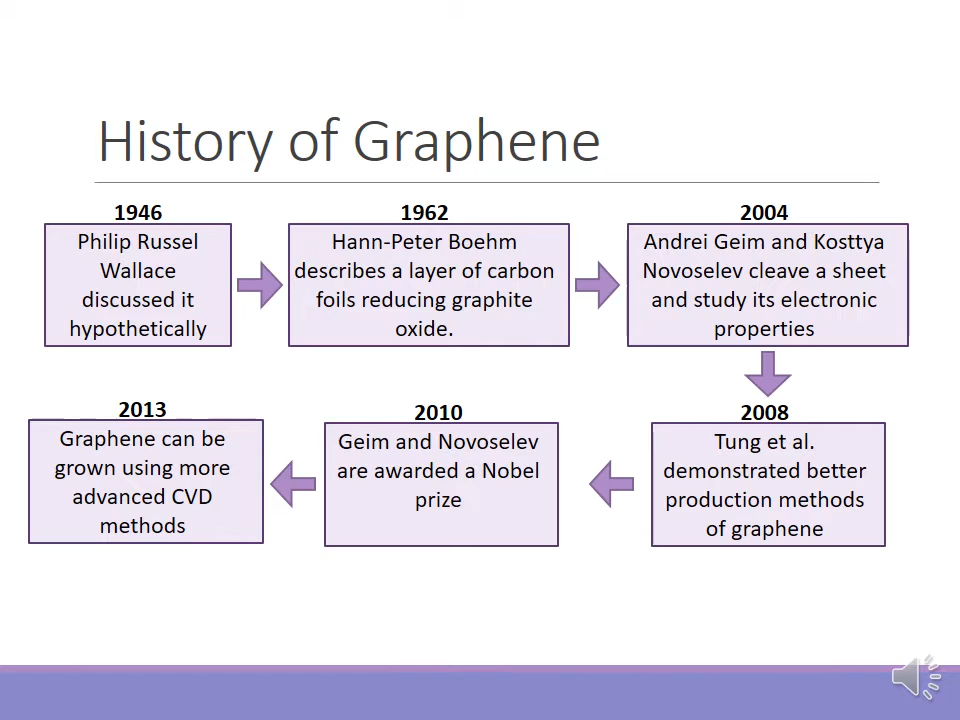 History of Graphene
1946
Philip Russel
Wallace
discussed it
hypothetically
1962
Hann-Peter Boehm
describes a layer of carbon
foils reducing graphite
oxide.
2004
Andrei Geim and Kosttya
Novoselev cleave a sheet
and study its electronic
properties
2008
Tung et al.
demonstrated better
production methods
of graphene
2010
Geim and Novoselev
are awarded a Nobel
prize
2013
Graphene can be
grown using more
advanced CVD
methods